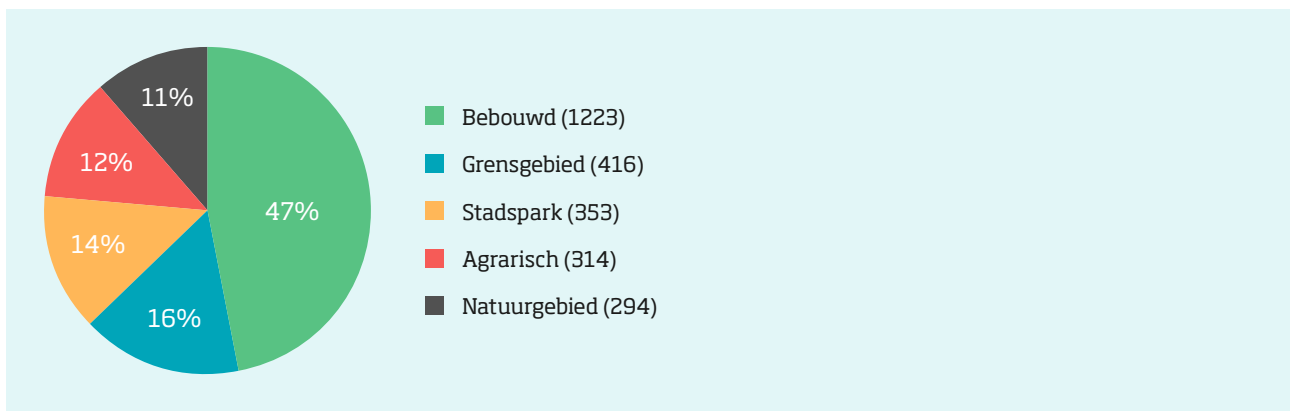 11%
12%
47%
14%
16%
Bebouwd (1223)
Grensgebied (416)
Stadspark (353)
Agrarisch (314)
Natuurgebied (294)